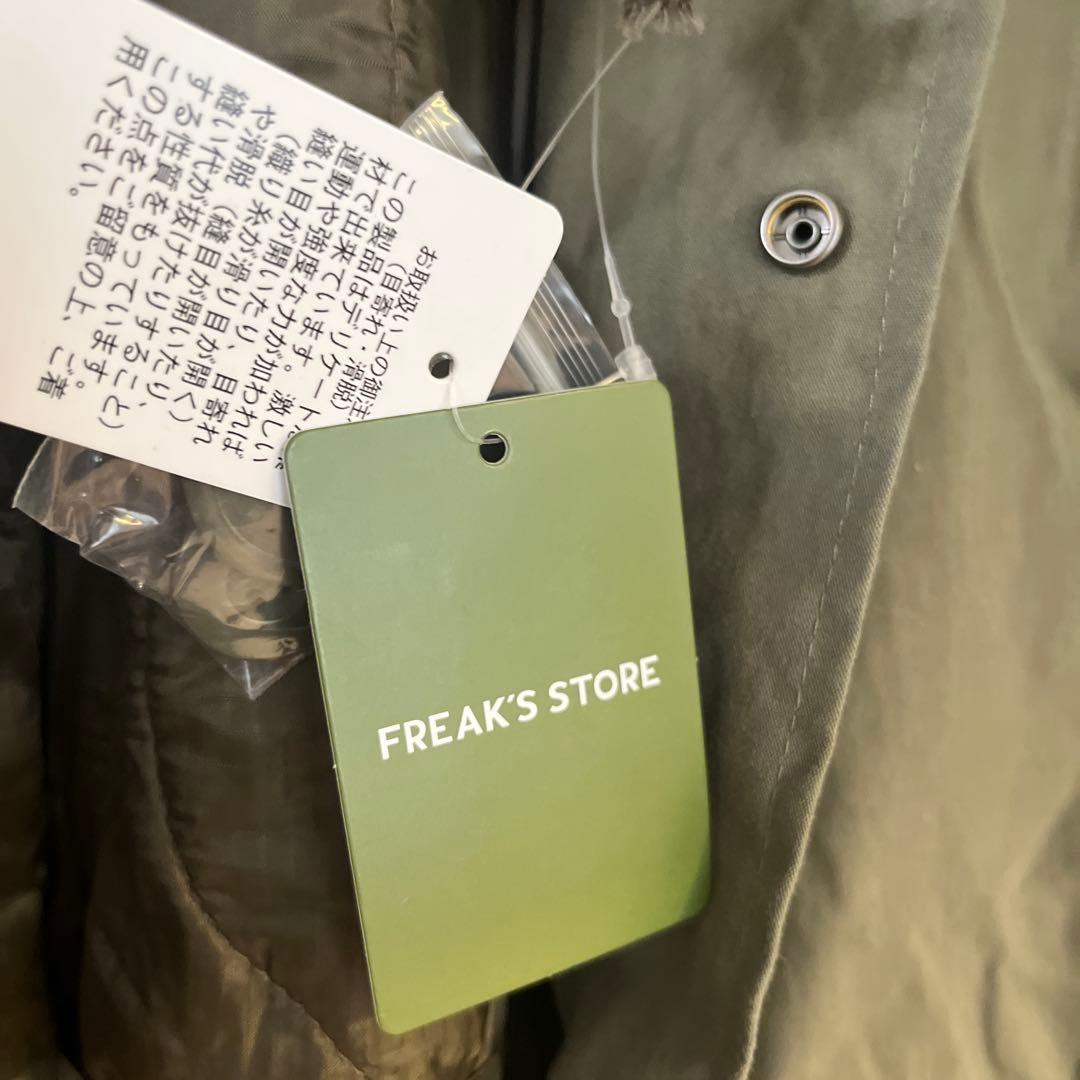 お取扱い上の御注
(目寄れ・滑脱)
この製品はデリケート
材で出来ています。激しい
運動や強度な力が加われば
縫い目が開いたり、目寄れ
(織り糸が滑り目が開く)
や滑脱(縫目が開いたり、
縫い代が抜けたりすること)
する性質をもっています。
この点をご留意の上、ご着
用ください。
FREAK'S STORE